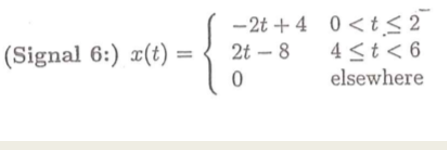 -2t + 4   0 < t ≤ 2
(Signal 6:) x(t) = {   2t - 8   4 ≤ t < 6
0   elsewhere